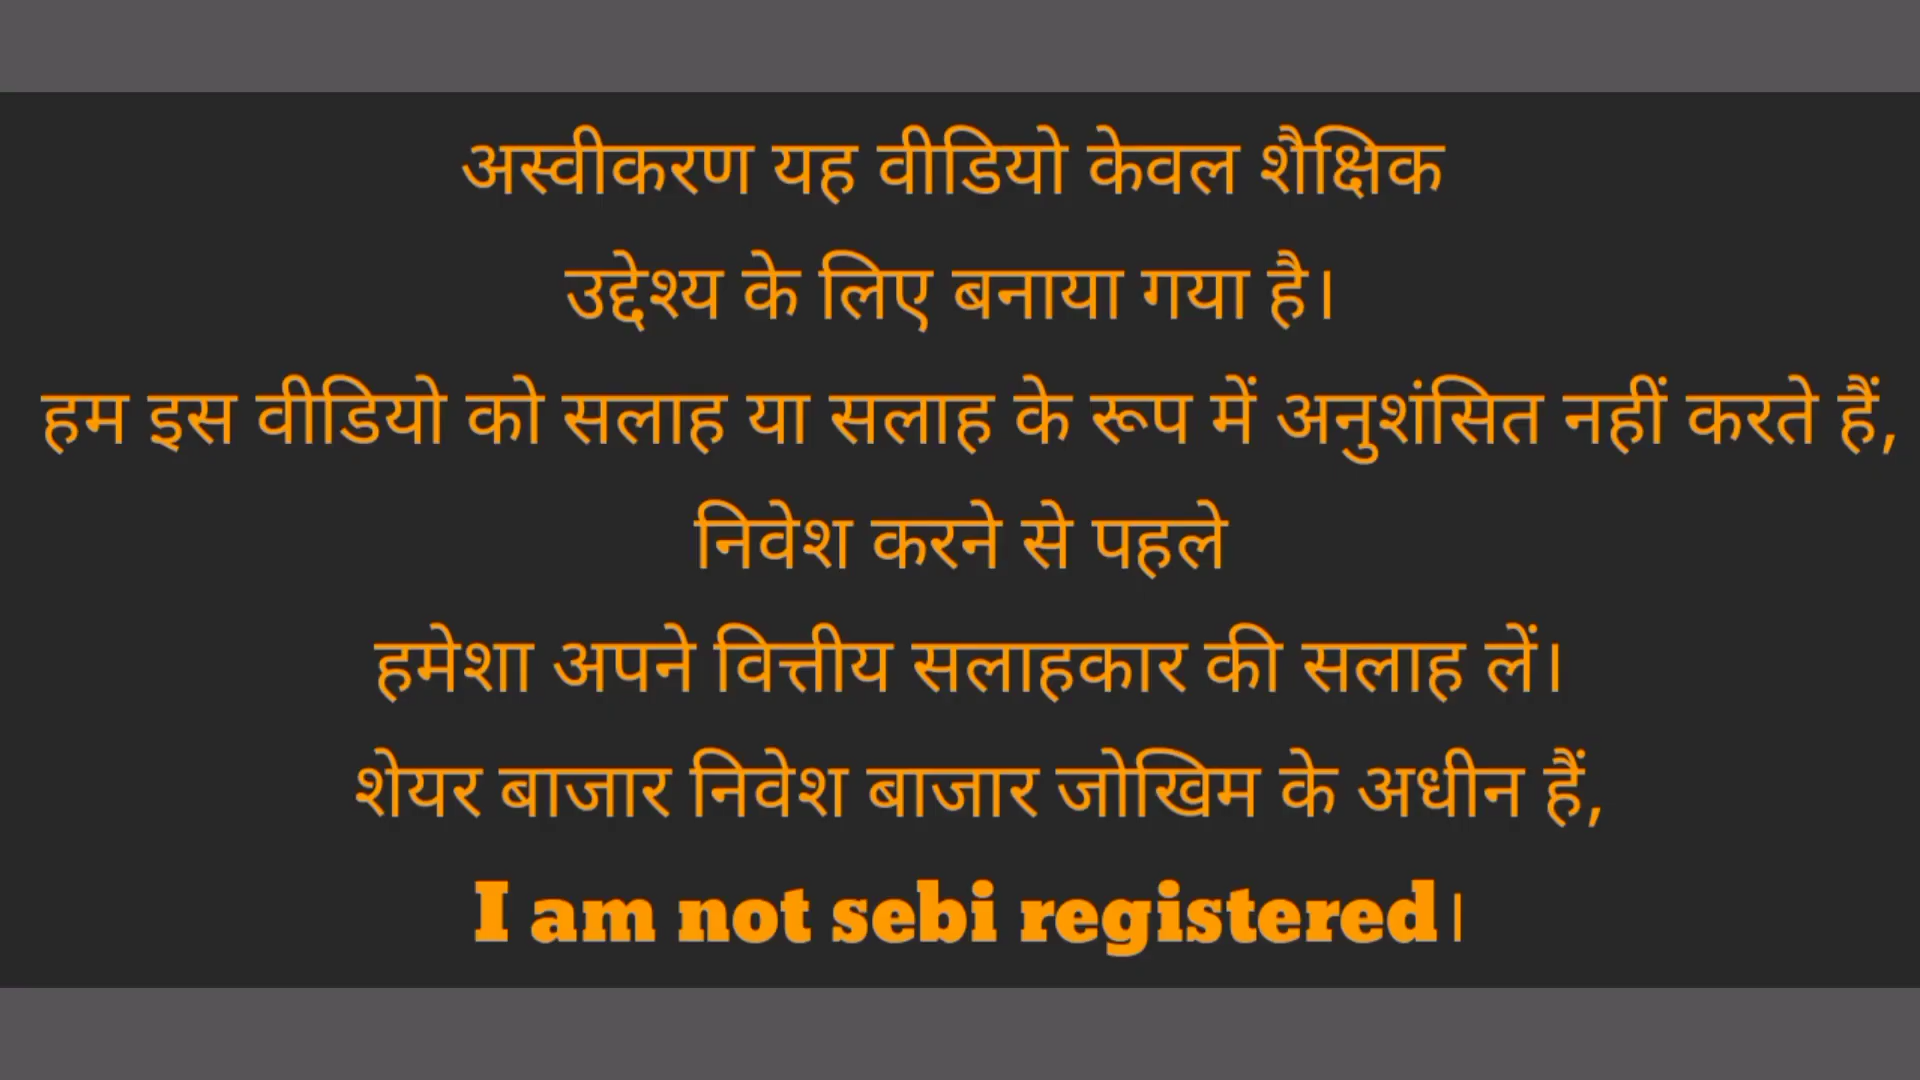 अस्वीकरण यह वीडियो केवल शैक्षिक
उद्देश्य के लिए बनाया गया है।
हम इस वीडियो को सलाह या सलाह के रूप में अनुशंसित नहीं करते हैं,
निवेश करने से पहले
हमेशा अपने वित्तीय सलाहकार की सलाह लें।
शेयर बाजार निवेश बाजार जोखिम के अधीन हैं,
I am not sebi registered।